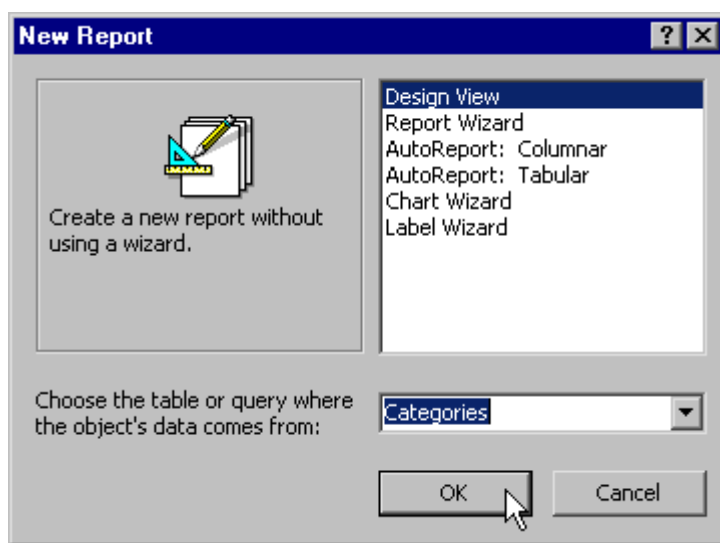 New Report
Design View
Report Wizard
AutoReport: Columnar
AutoReport: Tabular
Chart Wizard
Label Wizard
Create a new report without
using a wizard.
Choose the table or query where
the object's data comes from:
Categories
OK
Cancel